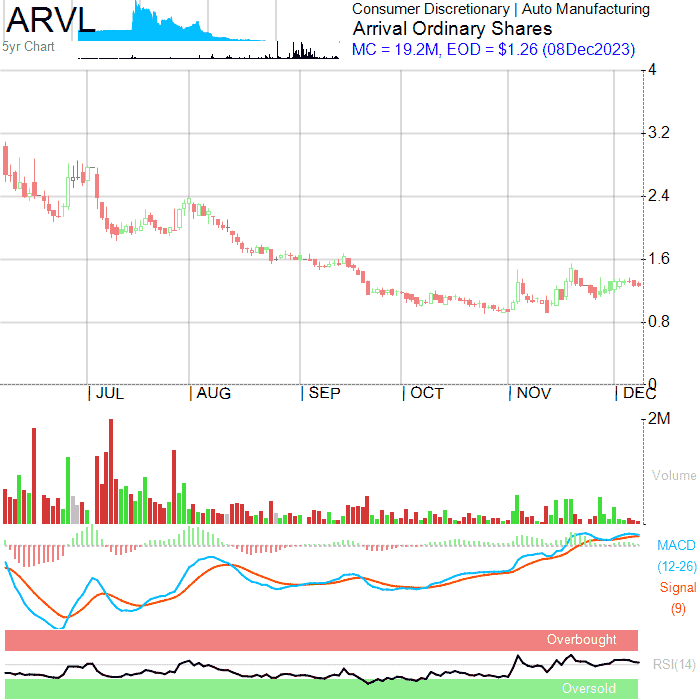 ARVL
5yr Chart
Consumer Discretionary | Auto Manufacturing
Arrival Ordinary Shares
MC = 19.2M, EOD = $1.26 (08Dec2023)
4
3.2
2.4
1.6
0.8
0
| JUL | AUG | SEP | OCT | NOV | DEC
2M
Volume
MACD
(12-26)
Signal
(9)
Overbought
RSI(14)
Oversold